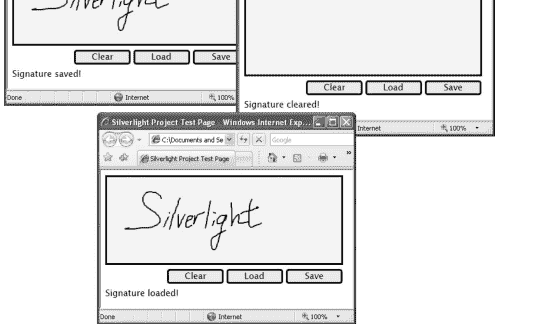 Silverlight
Clear Load Save
Signature saved!
Done Internet 100%
Clear Load Save
Signature cleared!
Internet 100%
Silverlight Project Test Page - Windows Internet Exp...
C:\Documents and Se Google
Silverlight Project Test Page
Silverlight
Clear Load Save
Signature loaded!
Done Internet 100%